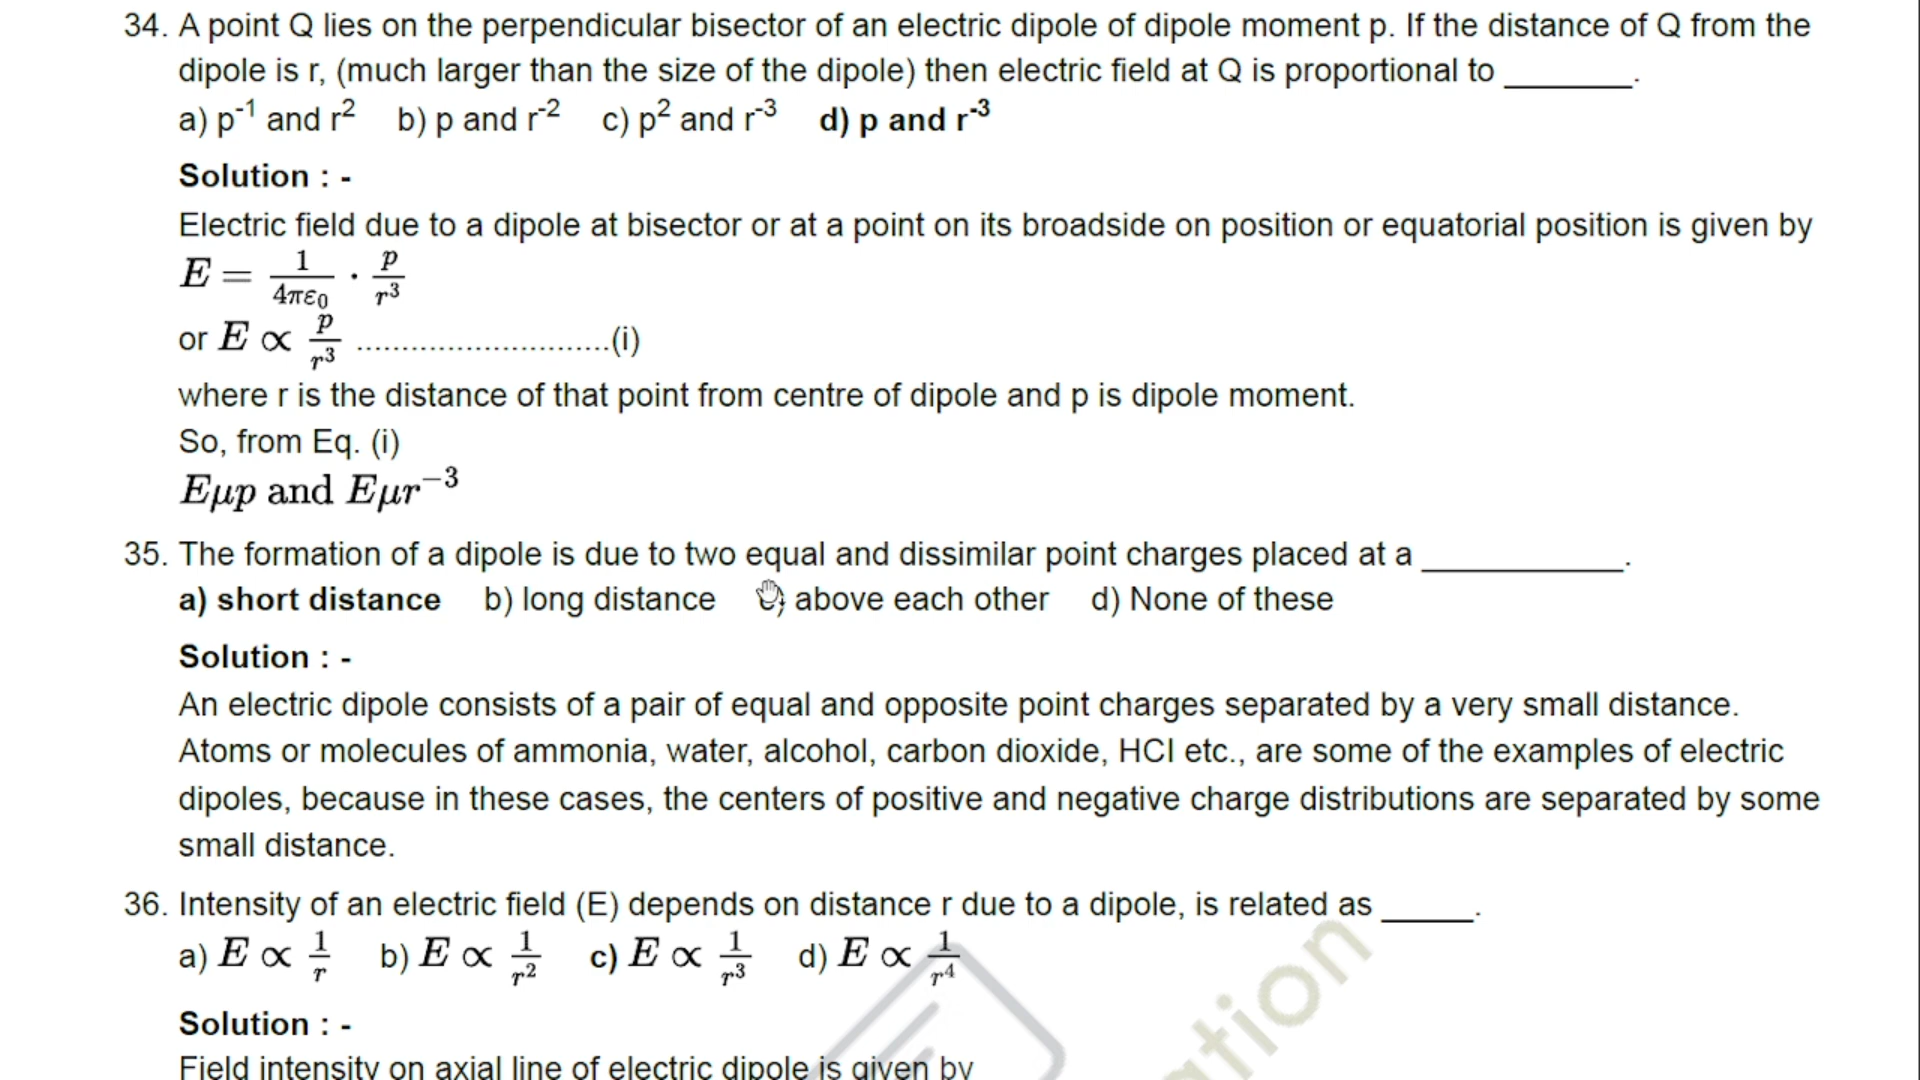 34. A point Q lies on the perpendicular bisector of an electric dipole of dipole moment p. If the distance of Q from the
dipole is r, (much larger than the size of the dipole) then electric field at Q is proportional to _______.
a) p⁻¹ and r² b) p and r⁻² c) p² and r⁻³ d) p and r⁻³
Solution : -
Electric field due to a dipole at bisector or at a point on its broadside on position or equatorial position is given by
E = 1/4πε₀ · p/r³
or E ∝ p/r³ ............................(i)
where r is the distance of that point from centre of dipole and p is dipole moment.
So, from Eq. (i)
Eμp and Eμr⁻³
35. The formation of a dipole is due to two equal and dissimilar point charges placed at a ___________.
a) short distance b) long distance c) above each other d) None of these
Solution : -
An electric dipole consists of a pair of equal and opposite point charges separated by a very small distance.
Atoms or molecules of ammonia, water, alcohol, carbon dioxide, HCl etc., are some of the examples of electric
dipoles, because in these cases, the centers of positive and negative charge distributions are separated by some
small distance.
36. Intensity of an electric field (E) depends on distance r due to a dipole, is related as _____.
a) E ∝ 1/r b) E ∝ 1/r² c) E ∝ 1/r³ d) E ∝ 1/r⁴
Solution : -
Field intensity on axial line of electric dipole is given by